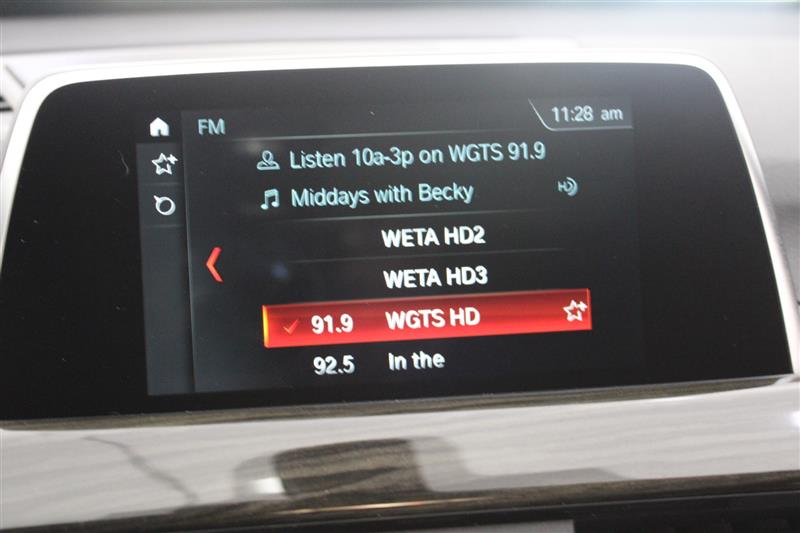 FM
11:28 am
Listen 10a-3p on WGTS 91.9
Middays with Becky
HD
WETA HD2
WETA HD3
91.9 WGTS HD
92.5 In the